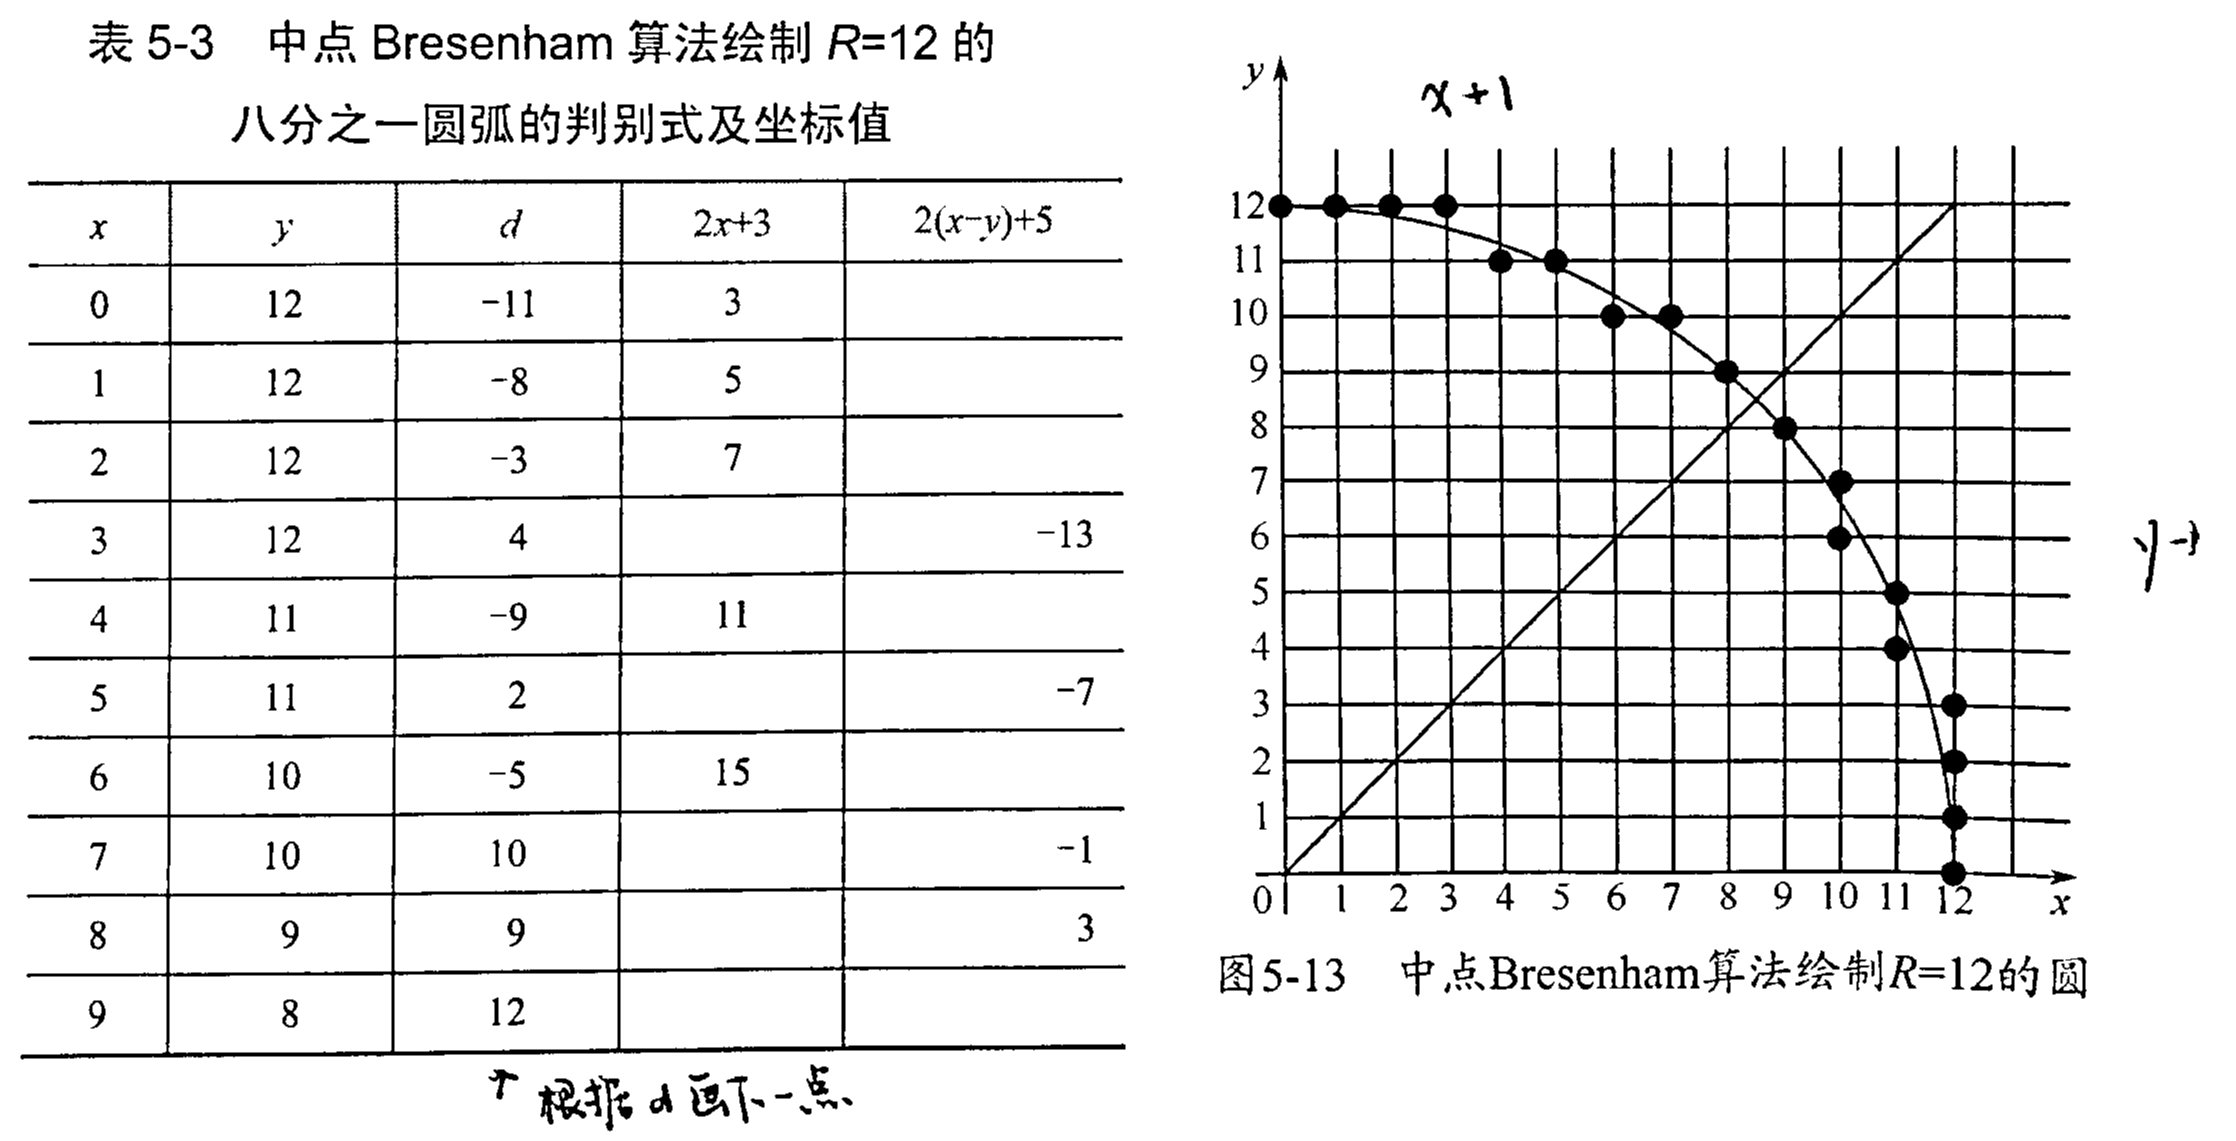 表 5-3 中点 Bresenham 算法绘制 R=12 的
八分之一圆弧的判别式及坐标值
x y d 2x+3 2(x-y)+5
0 12 -11 3
1 12 -8 5
2 12 -3 7
3 12 4 -13
4 11 -9 11
5 11 2 -7
6 10 -5 15
7 10 10 -1
8 9 9 3
9 8 12
↑ 根据d画下一点
x+1
y
12
11
10
9
8
7
6
5
4
3
2
1
0 1 2 3 4 5 6 7 8 9 10 11 12 x
图5-13 中点Bresenham算法绘制R=12的圆